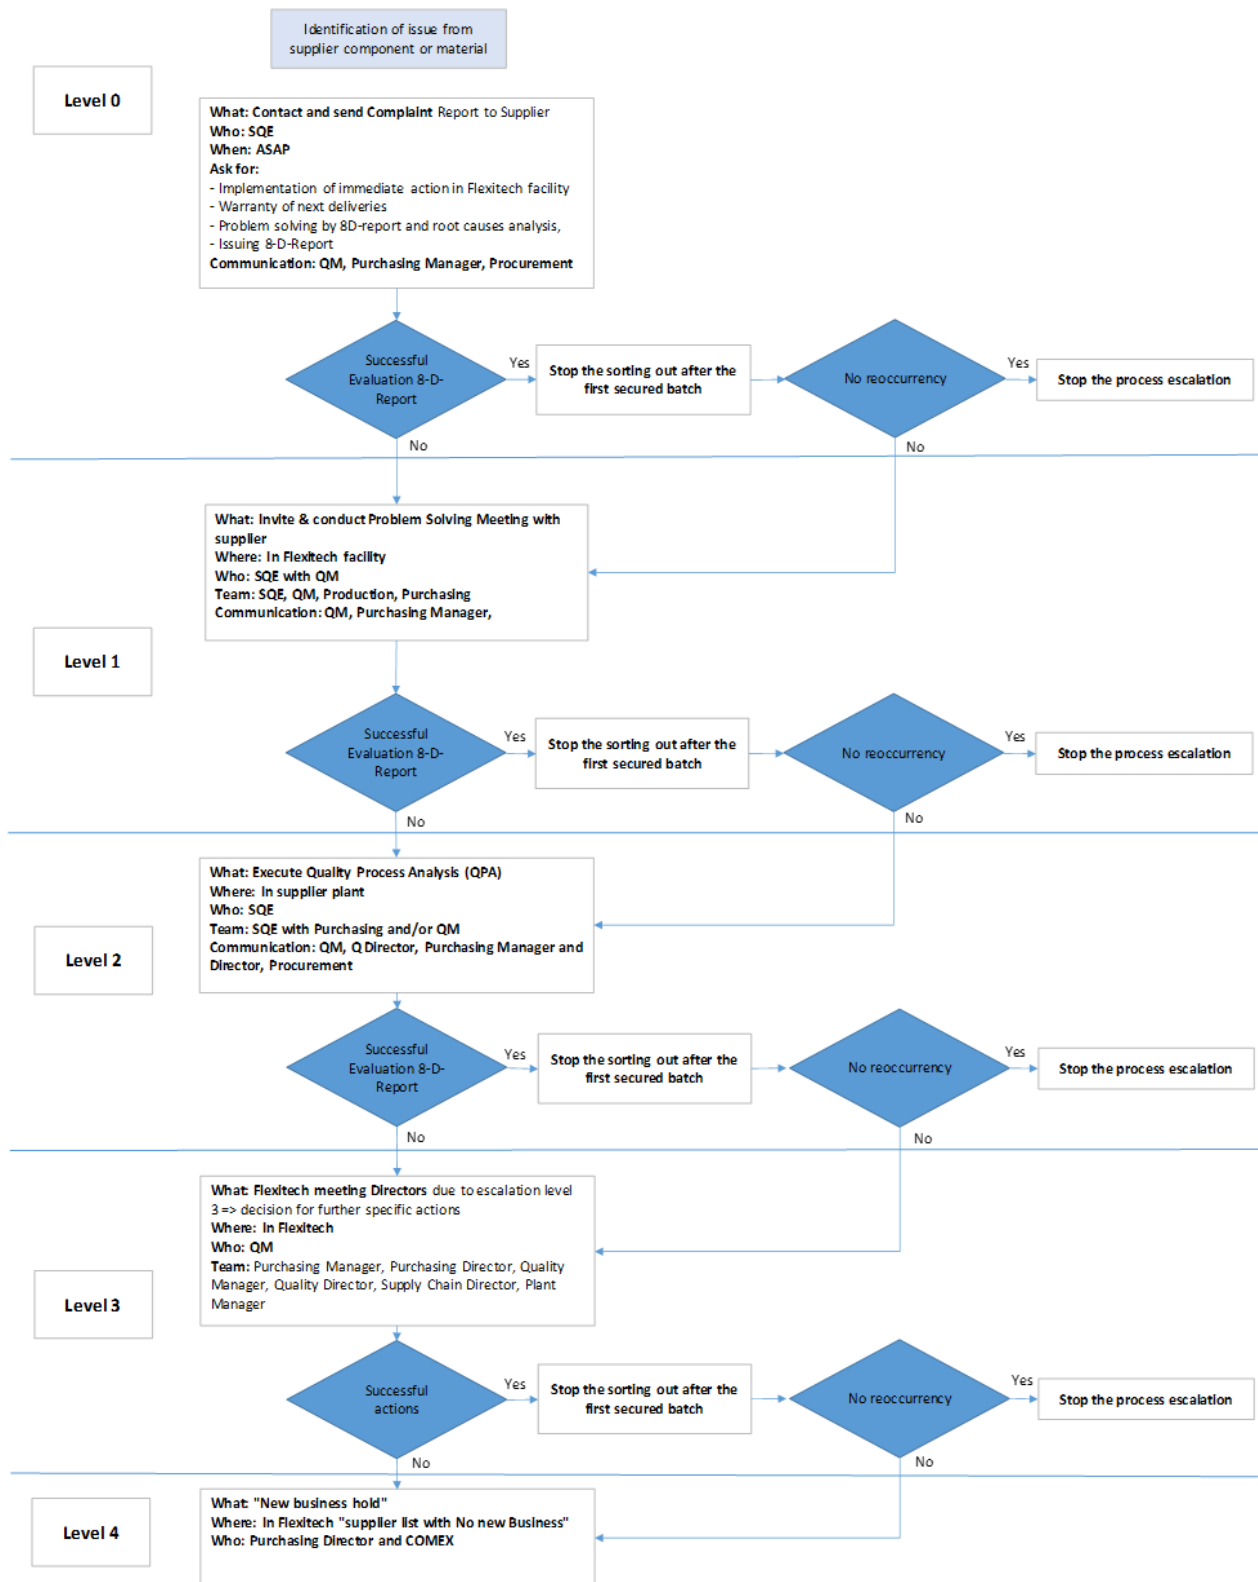 Identification of issue from
supplier component or material
Level 0
What: Contact and send Complaint Report to Supplier
Who: SQE
When: ASAP
Ask for:
- Implementation of immediate action in Flexitech facility
- Warranty of next deliveries
- Problem solving by 8D-report and root causes analysis,
- Issuing 8-D-Report
Communication: QM, Purchasing Manager, Procurement
Successful
Evaluation 8-D-
Report
Yes
Stop the sorting out after the
first secured batch
No reoccurrency
Yes
Stop the process escalation
No
No
Level 1
What: Invite & conduct Problem Solving Meeting with
supplier
Where: In Flexitech facility
Who: SQE with QM
Team: SQE, QM, Production, Purchasing
Communication: QM, Purchasing Manager,
Successful
Evaluation 8-D-
Report
Yes
Stop the sorting out after the
first secured batch
No reoccurrency
Yes
Stop the process escalation
No
No
Level 2
What: Execute Quality Process Analysis (QPA)
Where: In supplier plant
Who: SQE
Team: SQE with Purchasing and/or QM
Communication: QM, Q Director, Purchasing Manager and
Director, Procurement
Successful
Evaluation 8-D-
Report
Yes
Stop the sorting out after the
first secured batch
No reoccurrency
Yes
Stop the process escalation
No
No
Level 3
What: Flexitech meeting Directors due to escalation level
3 => decision for further specific actions
Where: In Flexitech
Who: QM
Team: Purchasing Manager, Purchasing Director, Quality
Manager, Quality Director, Supply Chain Director, Plant
Manager
Successful
actions
Yes
Stop the sorting out after the
first secured batch
No reoccurrency
Yes
Stop the process escalation
No
No
Level 4
What: "New business hold"
Where: In Flexitech "supplier list with No new Business"
Who: Purchasing Director and COMEX